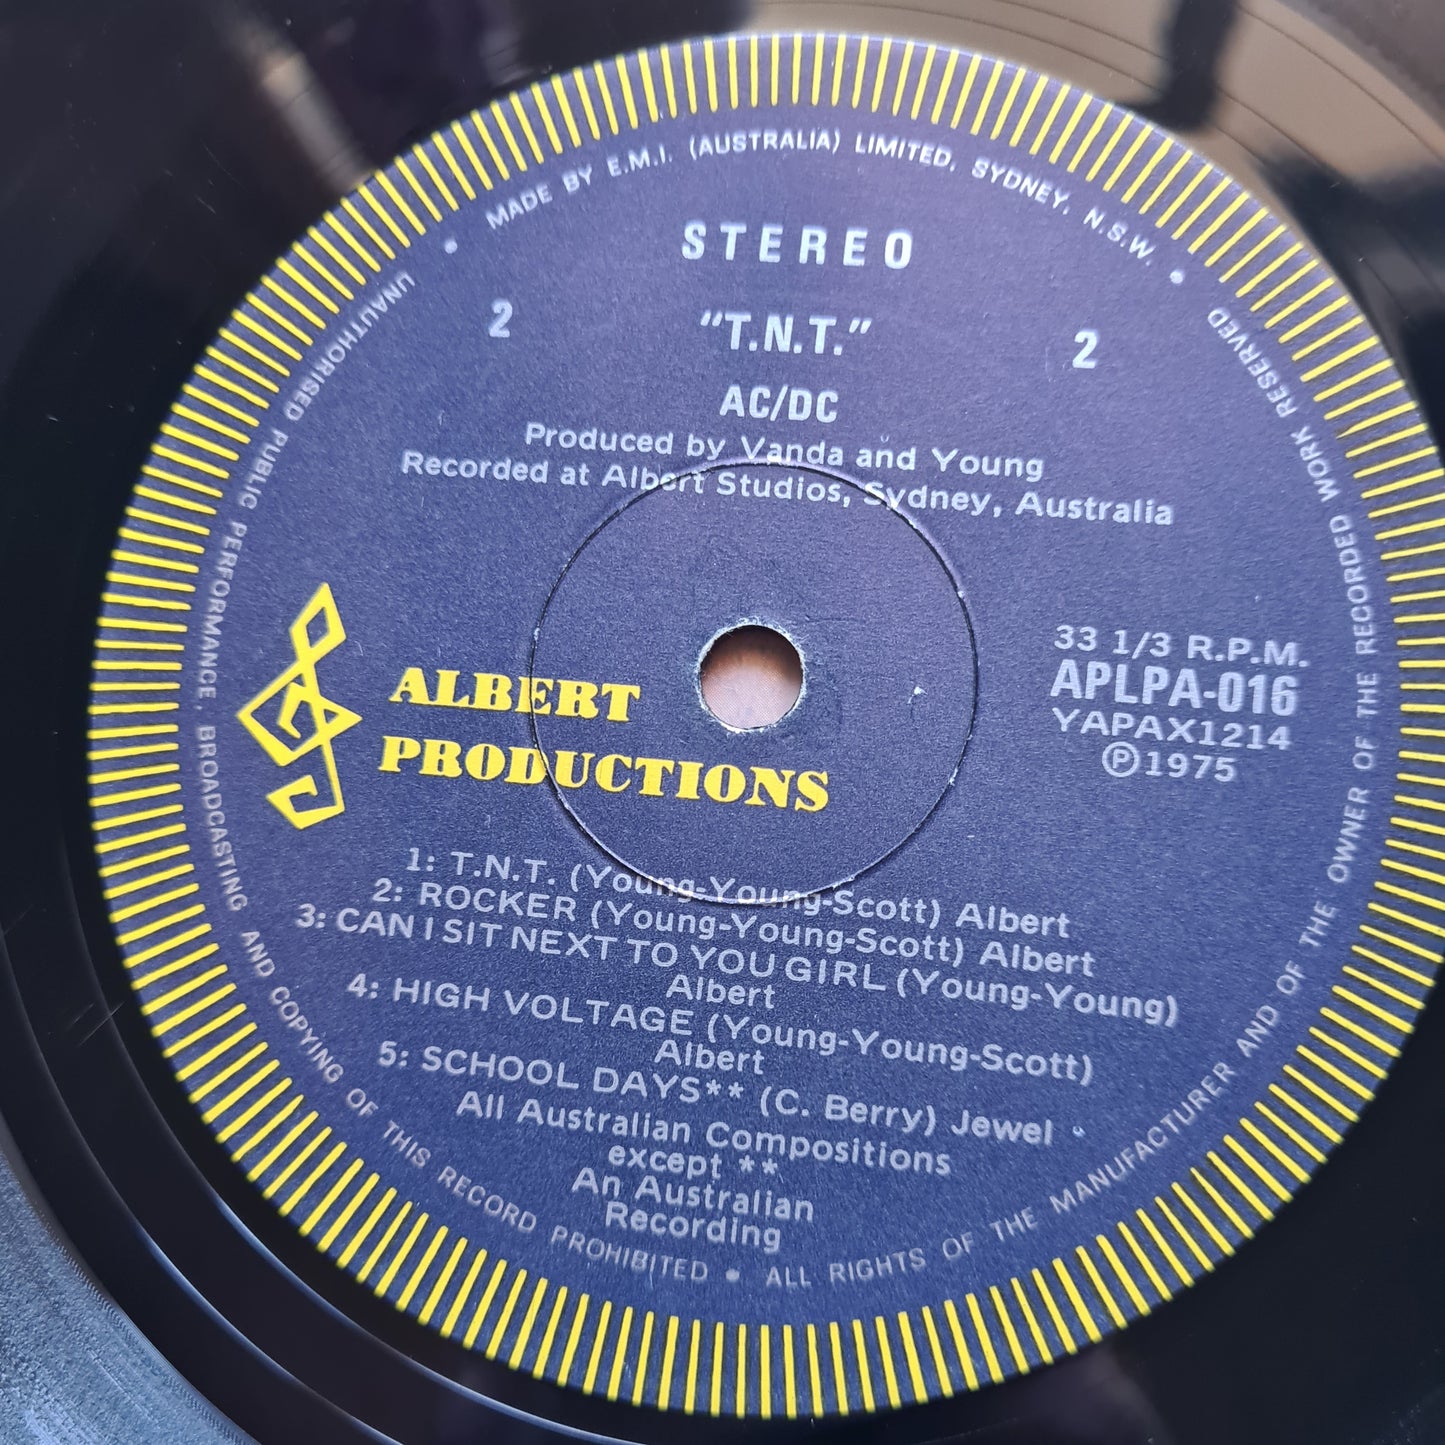 MADE BY E.M.I. (AUSTRALIA) LIMITED, SYDNEY, N.S.W. •
STEREO
2 "T.N.T." 2
AC/DC
Produced by Vanda and Young
Recorded at Albert Studios, Sydney, Australia
33 1/3 R.P.M.
APLPA-016
YAPAX1214
Ⓟ1975
ALBERT
PRODUCTIONS
1: T.N.T. (Young-Young-Scott) Albert
2: ROCKER (Young-Young-Scott) Albert
3: CAN I SIT NEXT TO YOU GIRL (Young-Young)
Albert
4: HIGH VOLTAGE (Young-Young-Scott)
Albert
5: SCHOOL DAYS** (C. Berry) Jewel
All Australian Compositions
except **
An Australian
Recording
• UNAUTHORISED PUBLIC PERFORMANCE, BROADCASTING AND COPYING OF THIS RECORD PROHIBITED • ALL RIGHTS OF THE MANUFACTURER AND OF THE OWNER OF THE RECORDED WORK RESERVED